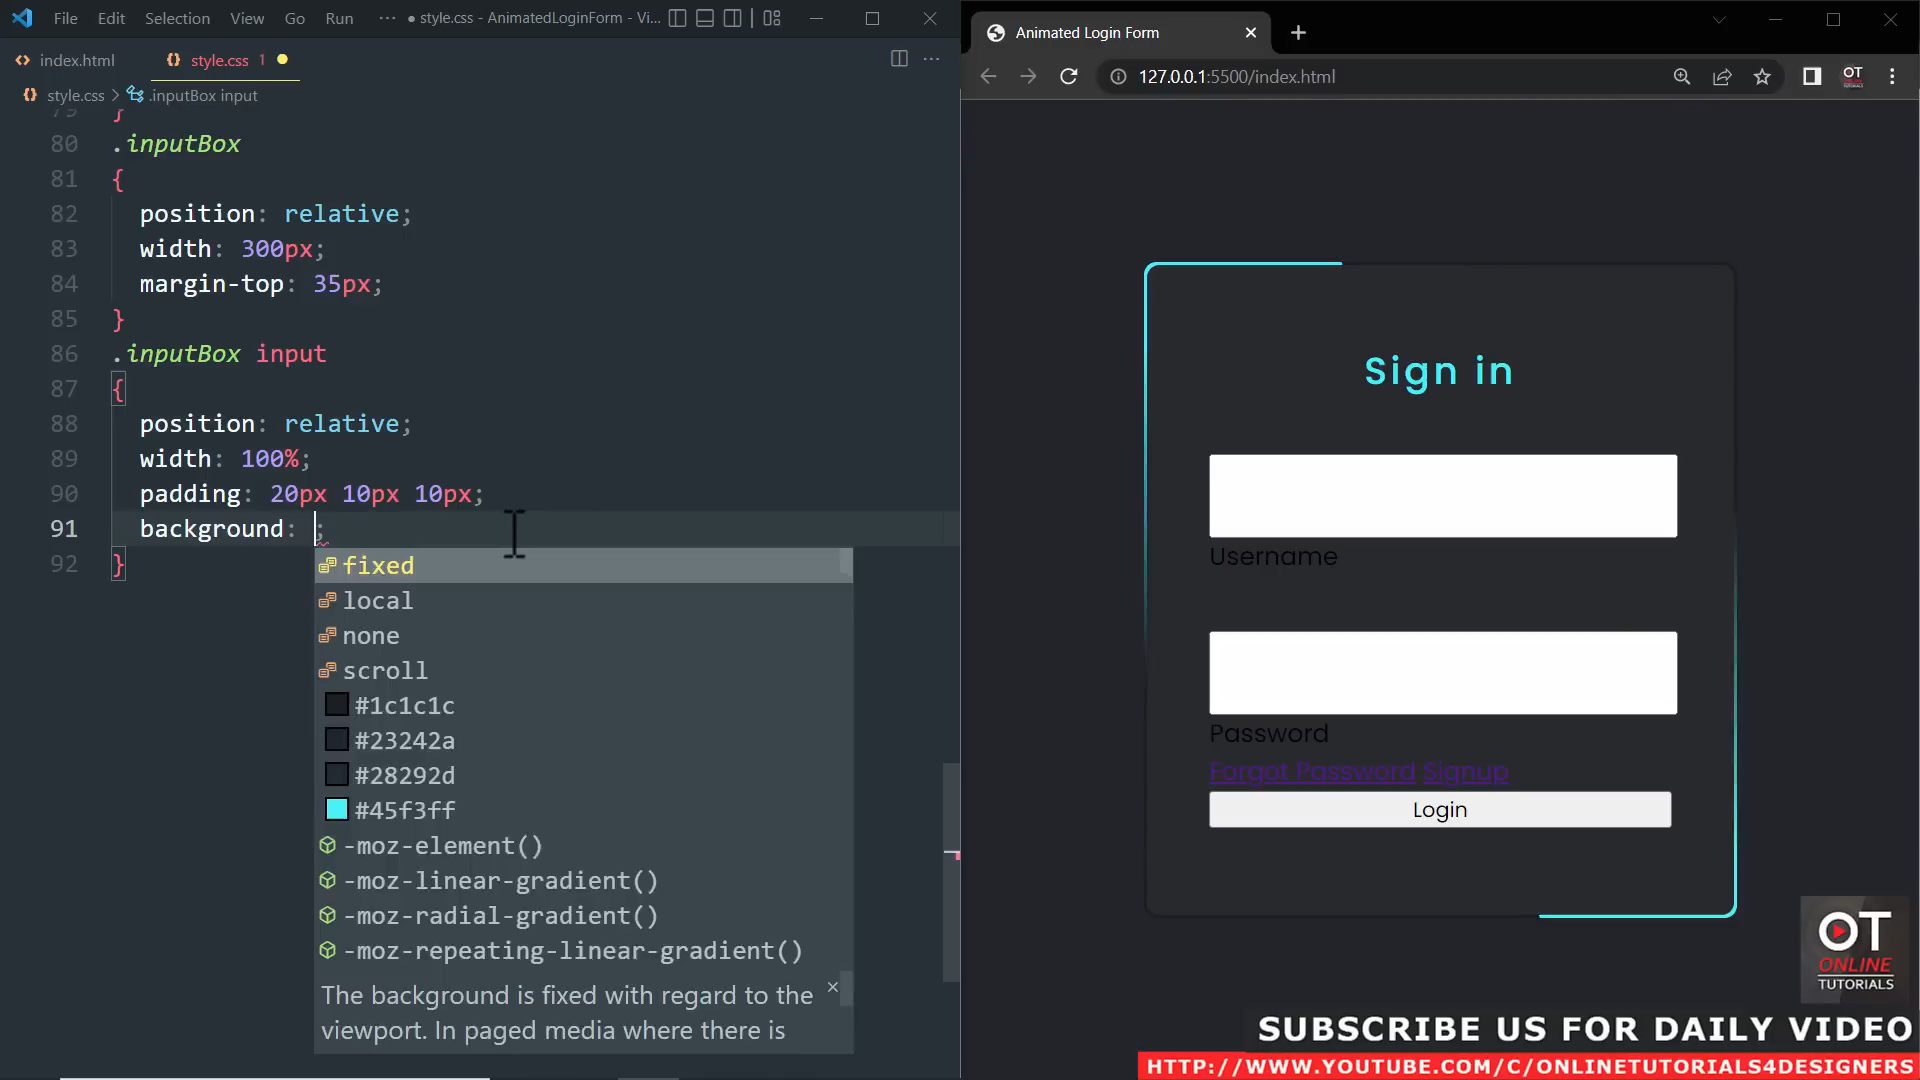 File Edit Selection View Go Run ··· ● style.css - AnimatedLoginForm - Vi...
index.html style.css 1
style.css > .inputBox input
79 }
80 .inputBox
81 {
82 position: relative;
83 width: 300px;
84 margin-top: 35px;
85 }
86 .inputBox input
87 {
88 position: relative;
89 width: 100%;
90 padding: 20px 10px 10px;
91 background: ;
92 }
fixed
local
none
scroll
#1c1c1c
#23242a
#28292d
#45f3ff
-moz-element()
-moz-linear-gradient()
-moz-radial-gradient()
-moz-repeating-linear-gradient()
The background is fixed with regard to the
viewport. In paged media where there is
Animated Login Form
127.0.0.1:5500/index.html
Sign in
Username
Password
Forgot Password Signup
Login
OT
ONLINE
TUTORIALS
SUBSCRIBE US FOR DAILY VIDEO
HTTP://WWW.YOUTUBE.COM/C/ONLINETUTORIALS4DESIGNERS